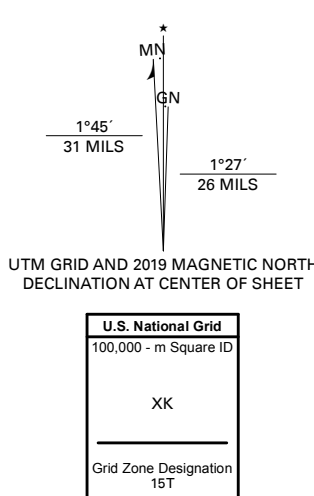 MN
GN
1°45´
31 MILS
1°27´
26 MILS
UTM GRID AND 2019 MAGNETIC NORTH
DECLINATION AT CENTER OF SHEET
U.S. National Grid
100,000 - m Square ID
XK
Grid Zone Designation
15T